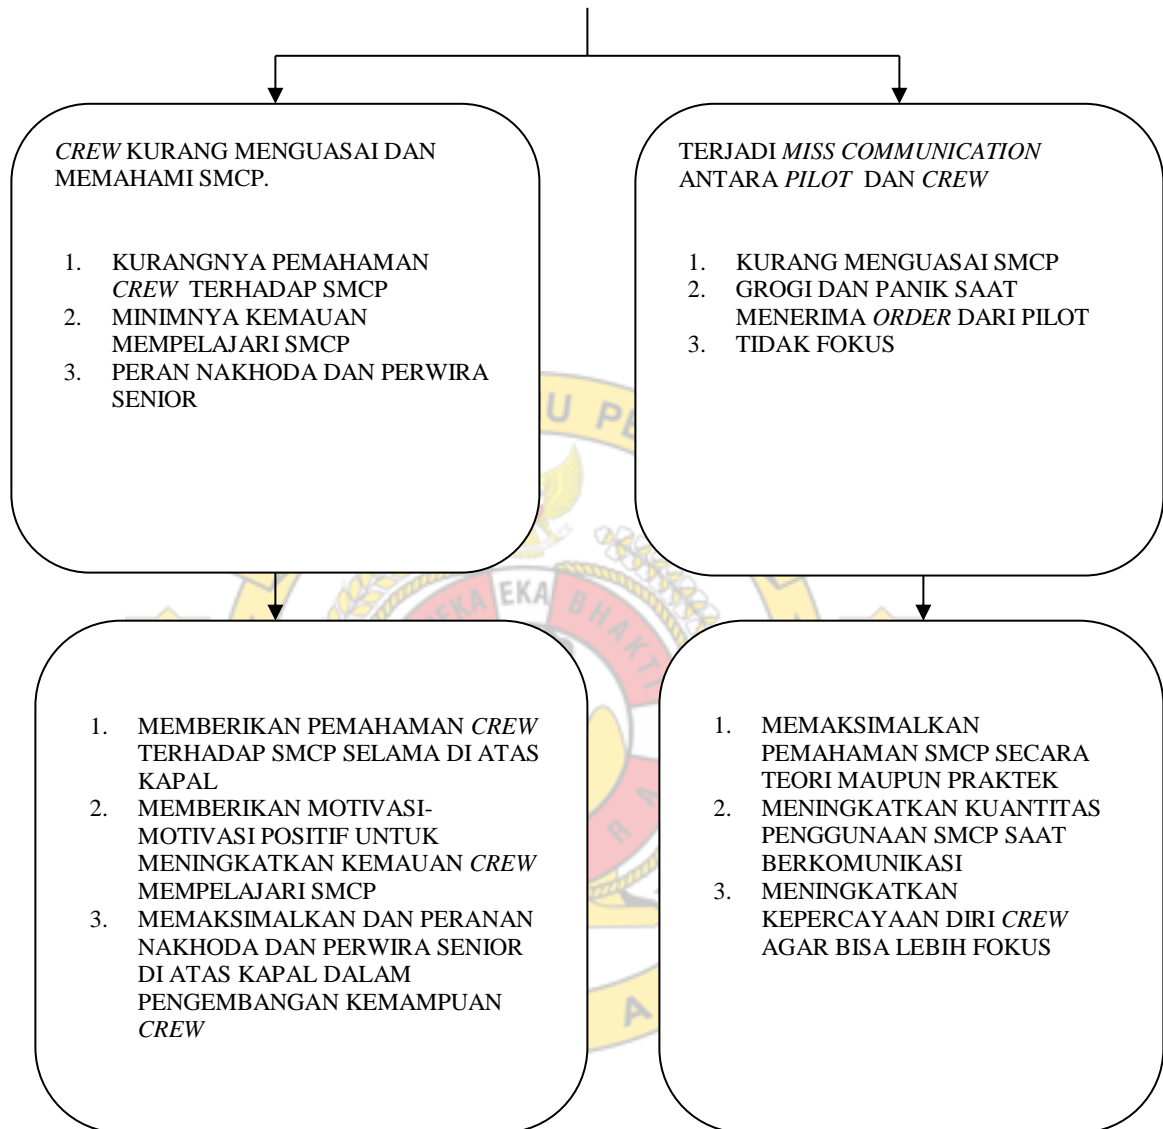 CREW KURANG MENGUASAI DAN
MEMAHAMI SMCP.
1. KURANGNYA PEMAHAMAN
CREW TERHADAP SMCP
2. MINIMNYA KEMAUAN
MEMPELAJARI SMCP
3. PERAN NAKHODA DAN PERWIRA
SENIOR
TERJADI MISS COMMUNICATION
ANTARA PILOT DAN CREW
1. KURANG MENGUASAI SMCP
2. GROGI DAN PANIK SAAT
MENERIMA ORDER DARI PILOT
3. TIDAK FOKUS
U PE
EKA EKA BHAKTI
1. MEMBERIKAN PEMAHAMAN CREW
TERHADAP SMCP SELAMA DI ATAS
KAPAL
2. MEMBERIKAN MOTIVASI-
MOTIVASI POSITIF UNTUK
MENINGKATKAN KEMAUAN CREW
MEMPELAJARI SMCP
3. MEMAKSIMALKAN DAN PERANAN
NAKHODA DAN PERWIRA SENIOR
DI ATAS KAPAL DALAM
PENGEMBANGAN KEMAMPUAN
CREW
1. MEMAKSIMALKAN
PEMAHAMAN SMCP SECARA
TEORI MAUPUN PRAKTEK
2. MENINGKATKAN KUANTITAS
PENGGUNAAN SMCP SAAT
BERKOMUNIKASI
3. MENINGKATKAN
KEPERCAYAAN DIRI CREW
AGAR BISA LEBIH FOKUS
R A
A